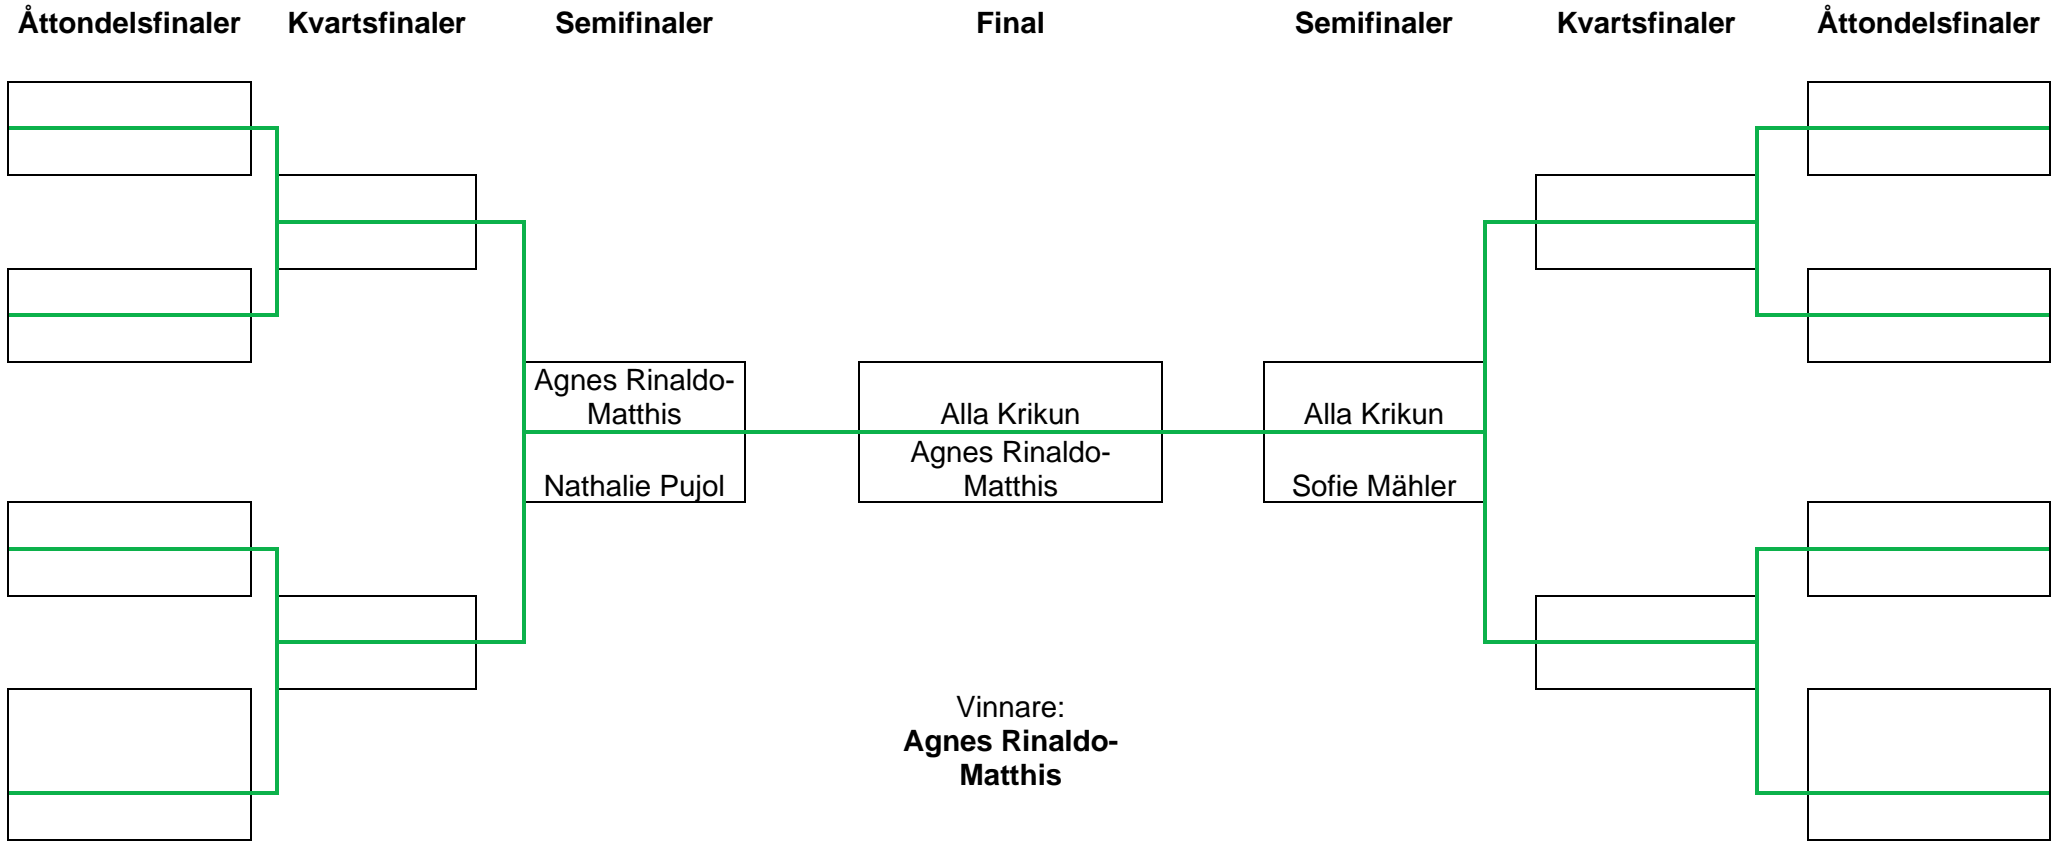 Åttondelsfinaler Kvartsfinaler Semifinaler Final Semifinaler Kvartsfinaler Åttondelsfinaler
Agnes Rinaldo-
Matthis
Nathalie Pujol
Alla Krikun
Agnes Rinaldo-
Matthis
Alla Krikun
Sofie Mähler
Vinnare:
Agnes Rinaldo-
Matthis